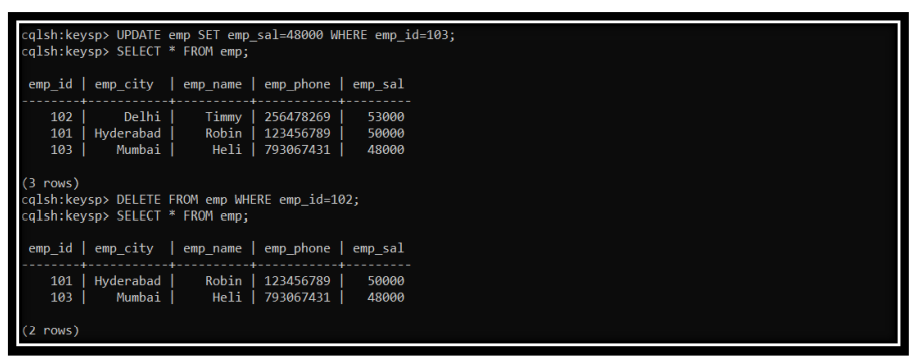 cqlsh:keysp> UPDATE emp SET emp_sal=48000 WHERE emp_id=103;
cqlsh:keysp> SELECT * FROM emp;
emp_id | emp_city | emp_name | emp_phone | emp_sal
--------+-----------+----------+-----------+---------
102 | Delhi | Timmy | 256478269 | 53000
101 | Hyderabad | Robin | 123456789 | 50000
103 | Mumbai | Heli | 793067431 | 48000
(3 rows)
cqlsh:keysp> DELETE FROM emp WHERE emp_id=102;
cqlsh:keysp> SELECT * FROM emp;
emp_id | emp_city | emp_name | emp_phone | emp_sal
--------+-----------+----------+-----------+---------
101 | Hyderabad | Robin | 123456789 | 50000
103 | Mumbai | Heli | 793067431 | 48000
(2 rows)